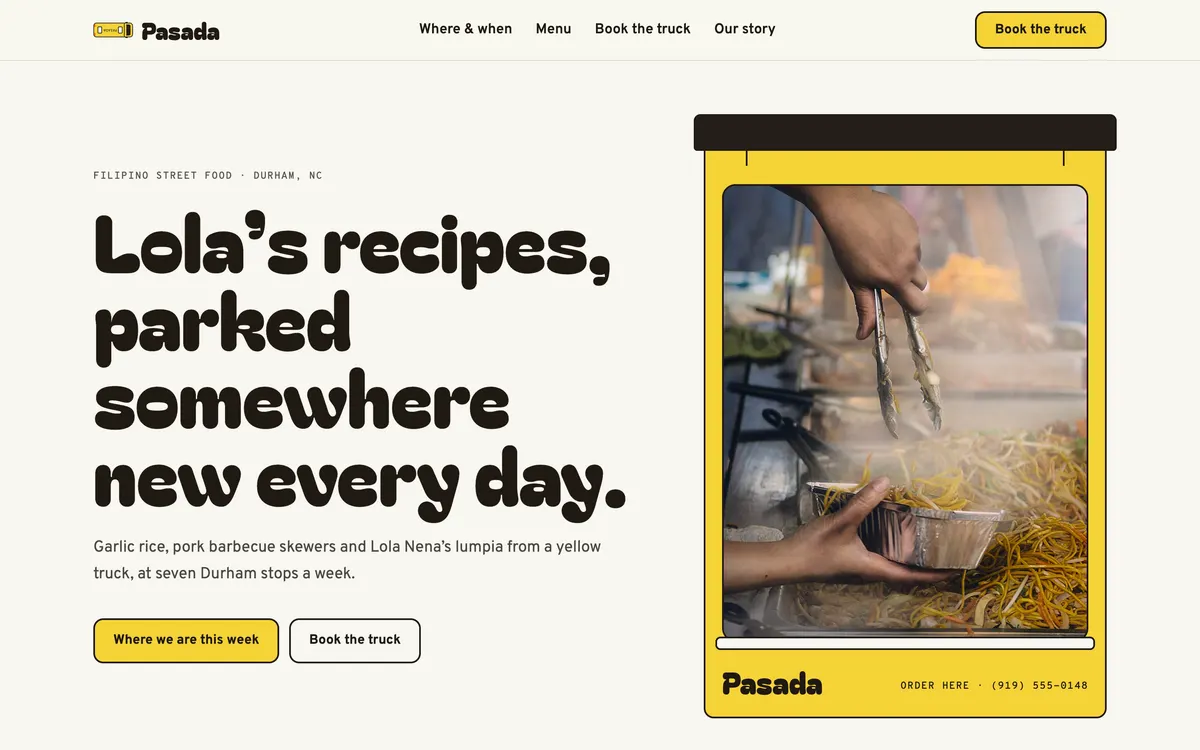 Pasada
Where & when
Menu
Book the truck
Our story
Book the truck
FILIPINO STREET FOOD · DURHAM, NC
Lola’s recipes,
parked
somewhere
new every day.
Garlic rice, pork barbecue skewers and Lola Nena’s lumpia from a yellow
truck, at seven Durham stops a week.
Where we are this week
Book the truck
Pasada
ORDER HERE · (919) 555-0148